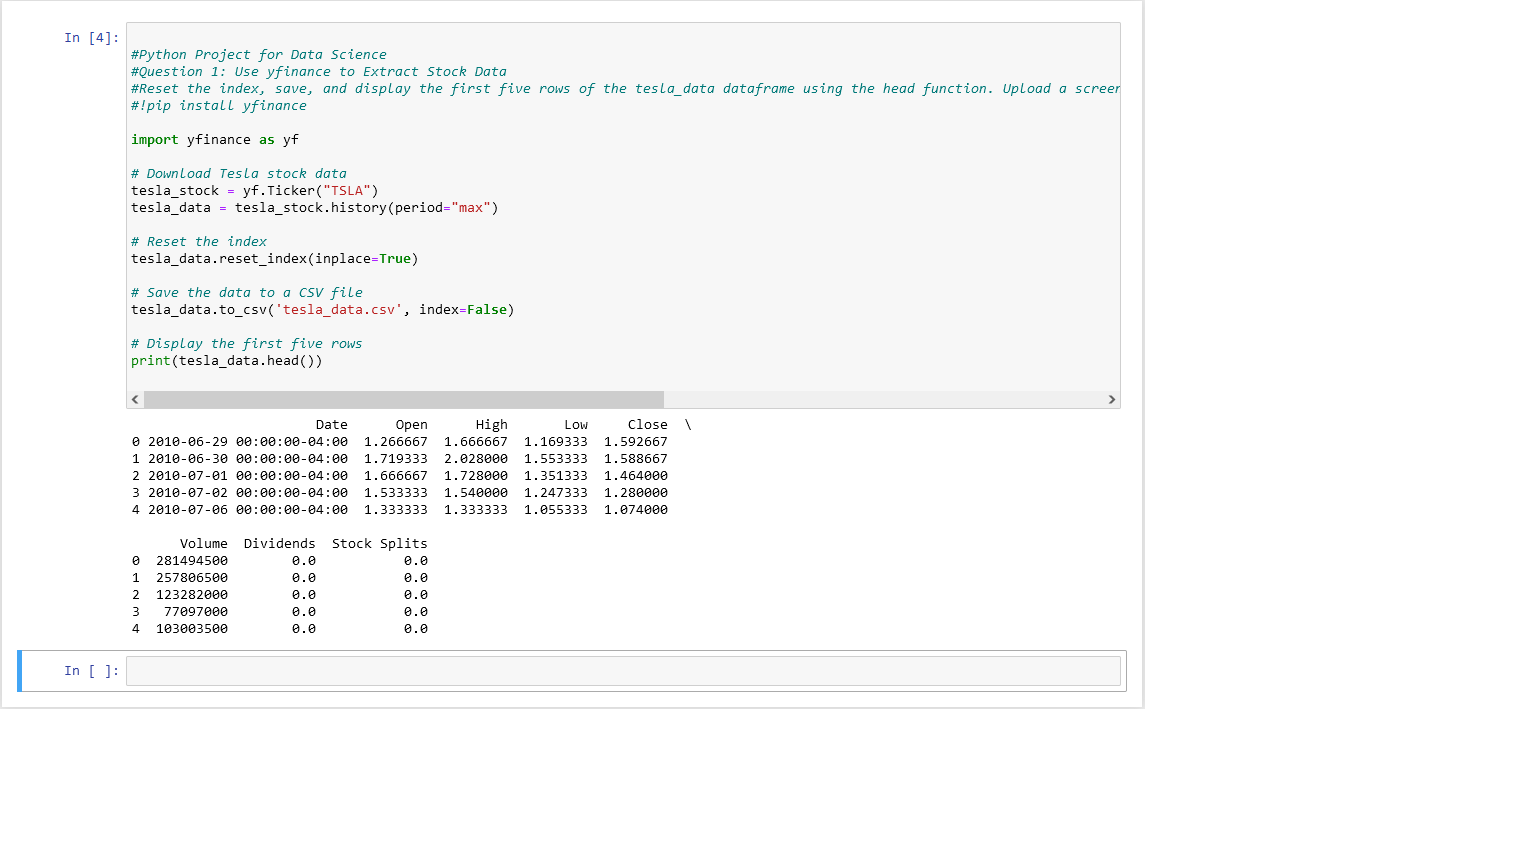 In [4]:
#Python Project for Data Science
#Question 1: Use yfinance to Extract Stock Data
#Reset the index, save, and display the first five rows of the tesla_data dataframe using the head function. Upload a screen
#!pip install yfinance
import yfinance as yf
# Download Tesla stock data
tesla_stock = yf.Ticker("TSLA")
tesla_data = tesla_stock.history(period="max")
# Reset the index
tesla_data.reset_index(inplace=True)
# Save the data to a CSV file
tesla_data.to_csv('tesla_data.csv', index=False)
# Display the first five rows
print(tesla_data.head())
Date Open High Low Close \
0 2010-06-29 00:00:00-04:00 1.266667 1.666667 1.169333 1.592667
1 2010-06-30 00:00:00-04:00 1.719333 2.028000 1.553333 1.588667
2 2010-07-01 00:00:00-04:00 1.666667 1.728000 1.351333 1.464000
3 2010-07-02 00:00:00-04:00 1.533333 1.540000 1.247333 1.280000
4 2010-07-06 00:00:00-04:00 1.333333 1.333333 1.055333 1.074000
Volume Dividends Stock Splits
0 281494500 0.0 0.0
1 257806500 0.0 0.0
2 123282000 0.0 0.0
3 77097000 0.0 0.0
4 103003500 0.0 0.0
In [ ]: